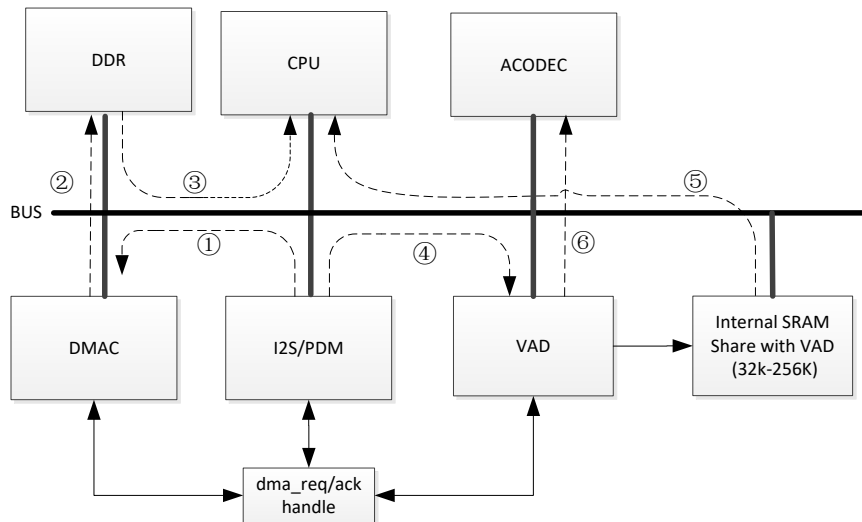 DDR
CPU
ACODEC
②
③
⑤
BUS
①
④
⑥
DMAC
I2S/PDM
VAD
Internal SRAM
Share with VAD
(32k-256K)
dma_req/ack
handle